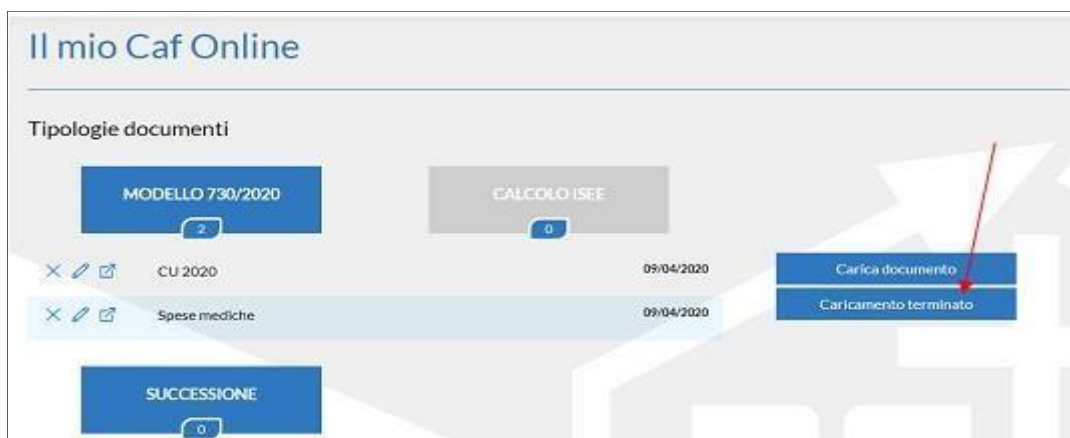 Il mio Caf Online
Tipologie documenti
MODELLO 730/2020
2
CALCOLO ISEE
0
CU 2020 09/04/2020
Carica documento
Spese mediche 09/04/2020
Caricamento terminato
SUCCESSIONE
0